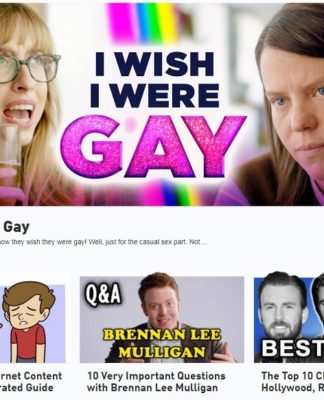 I WISH
I WERE
GAY
Gay
how they wish they were gay! Well, just for the casual sex part. Not ...
Q&A
BRENNAN LEE
MULLIGAN
BEST
rnet Content
rated Guide
10 Very Important Questions
with Brennan Lee Mulligan
The Top 10 C
Hollywood, R